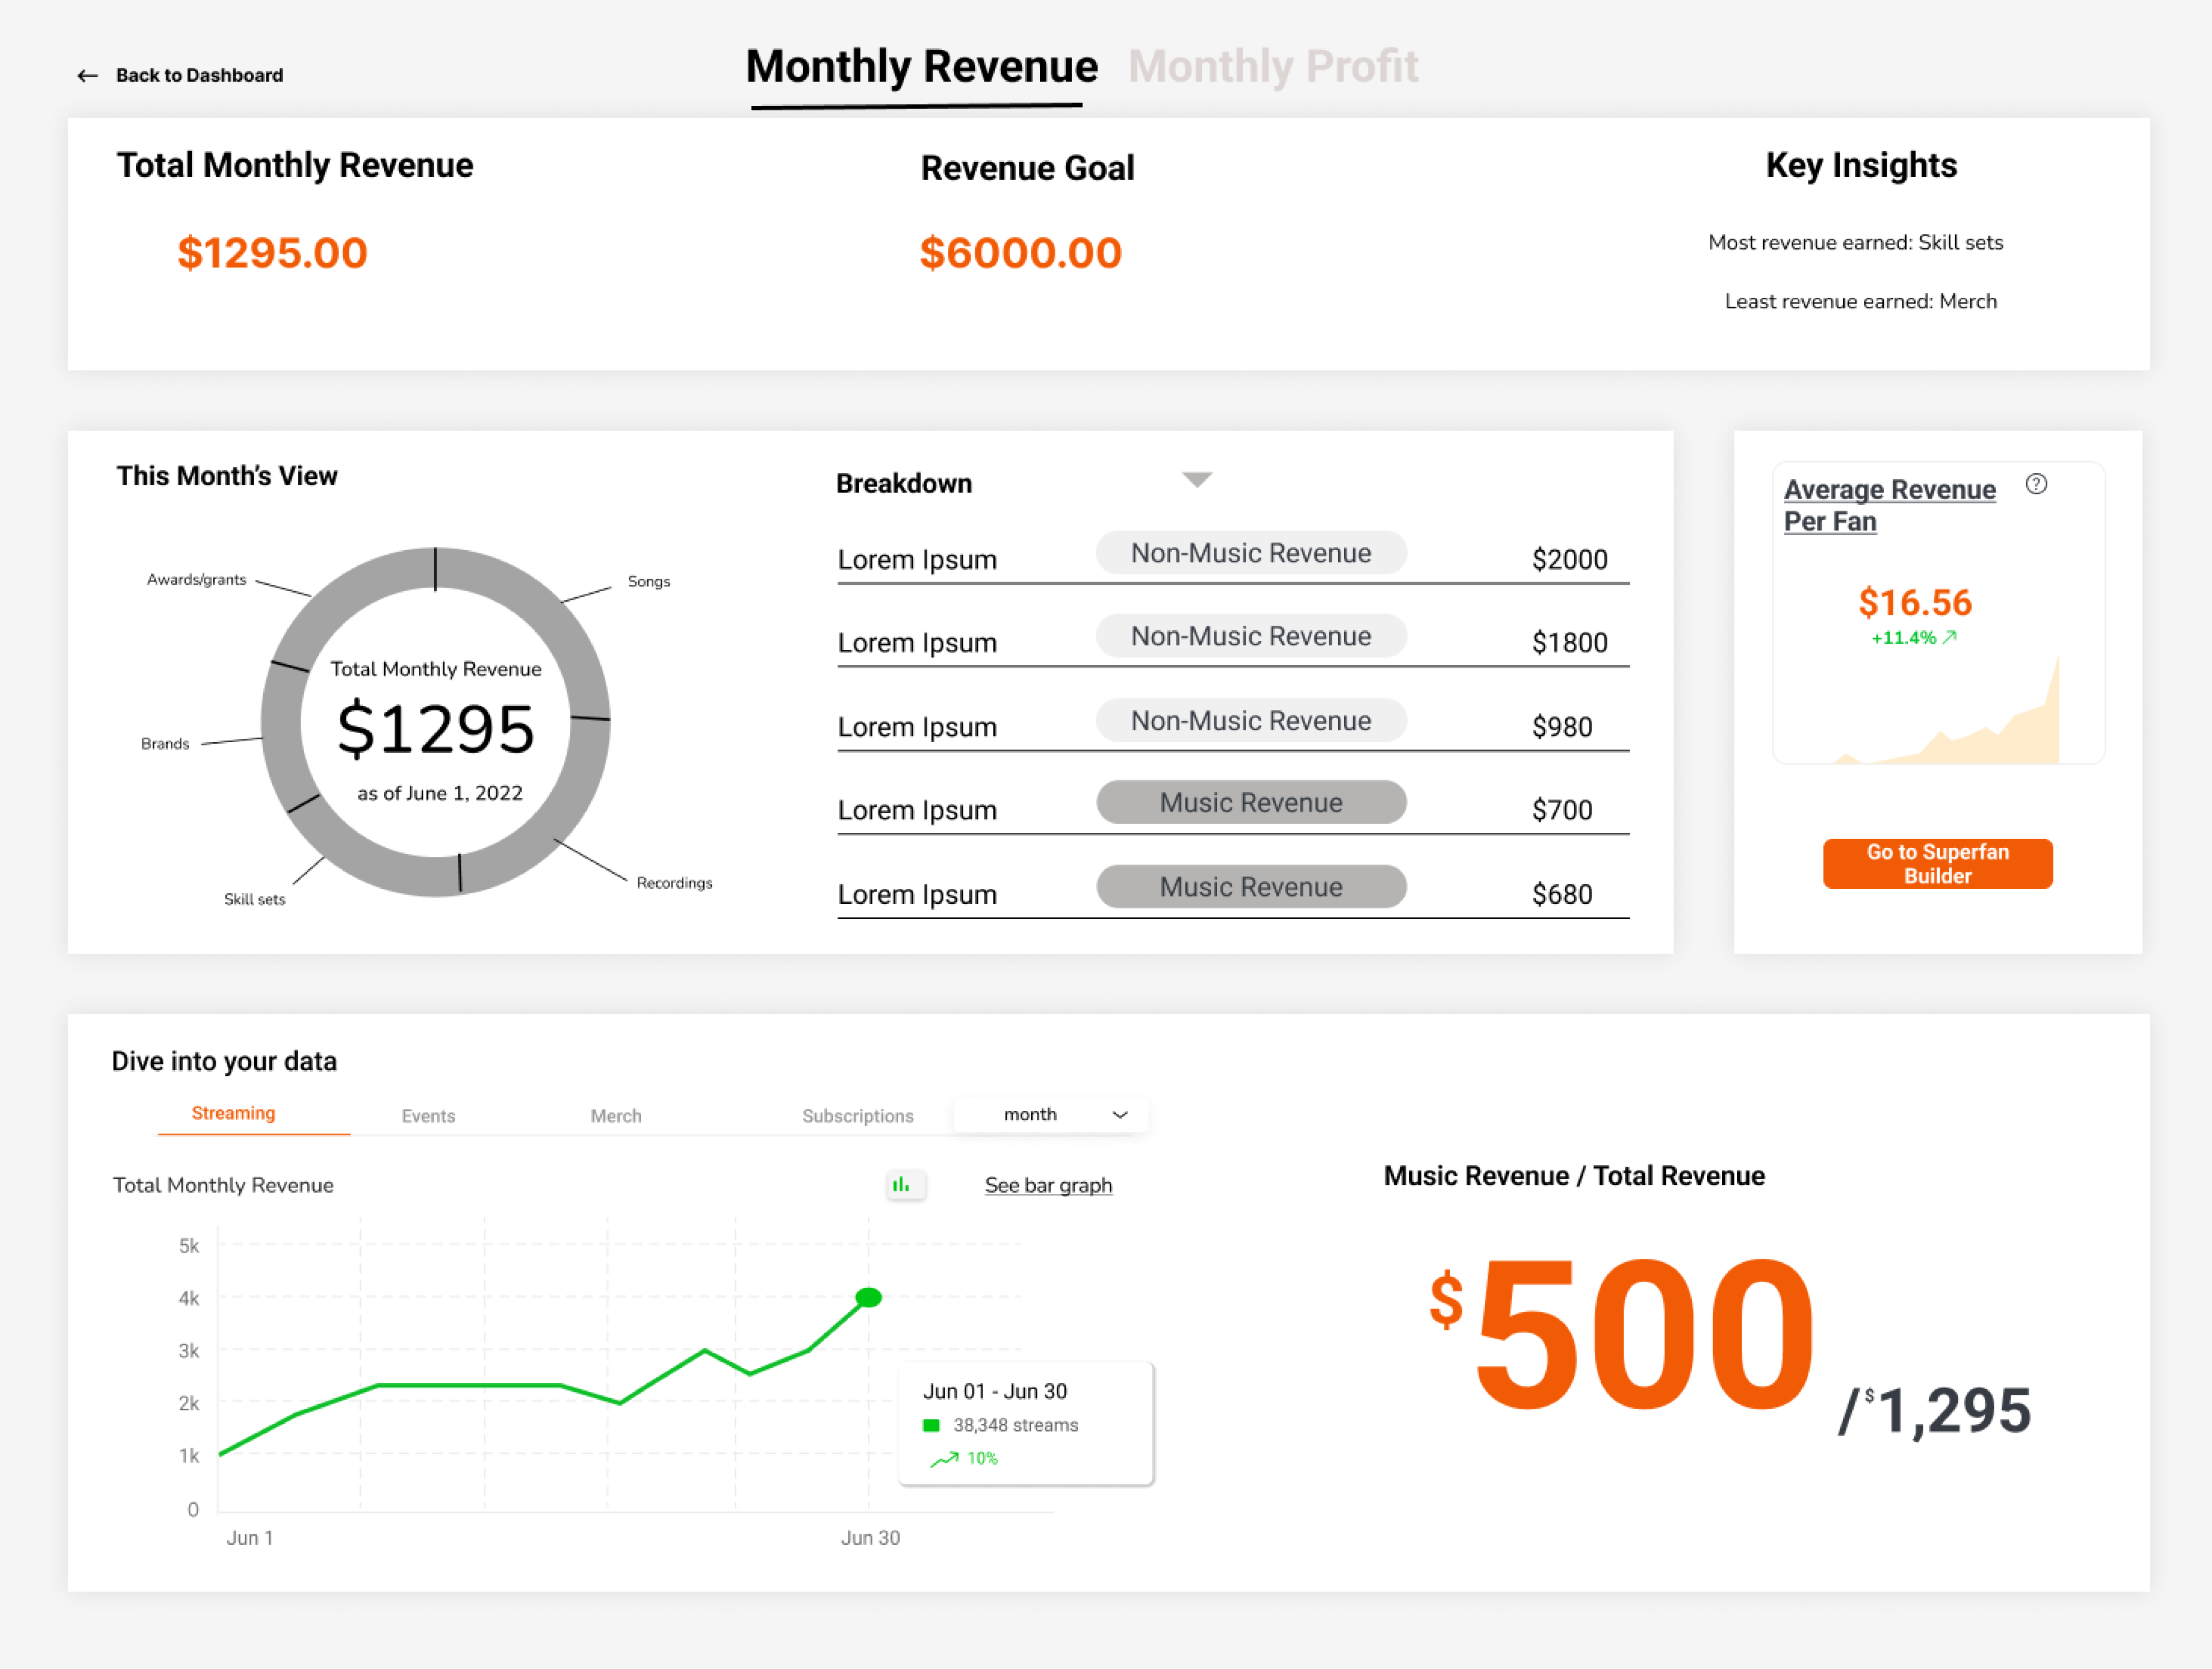 ← Back to Dashboard
Monthly Revenue Monthly Profit
Total Monthly Revenue
$1295.00
Revenue Goal
$6000.00
Key Insights
Most revenue earned: Skill sets
Least revenue earned: Merch
This Month’s View
Awards/grants
Songs
Brands
Skill sets
Recordings
Total Monthly Revenue
$1295
as of June 1, 2022
Breakdown
Lorem Ipsum Non-Music Revenue $2000
Lorem Ipsum Non-Music Revenue $1800
Lorem Ipsum Non-Music Revenue $980
Lorem Ipsum Music Revenue $700
Lorem Ipsum Music Revenue $680
Average Revenue ?
Per Fan
$16.56
+11.4%
Go to Superfan
Builder
Dive into your data
Streaming Events Merch Subscriptions month
Total Monthly Revenue See bar graph
5k
4k
3k
2k
1k
0
Jun 1 Jun 30
Jun 01 - Jun 30
38,348 streams
10%
Music Revenue / Total Revenue
$500 /$1,295